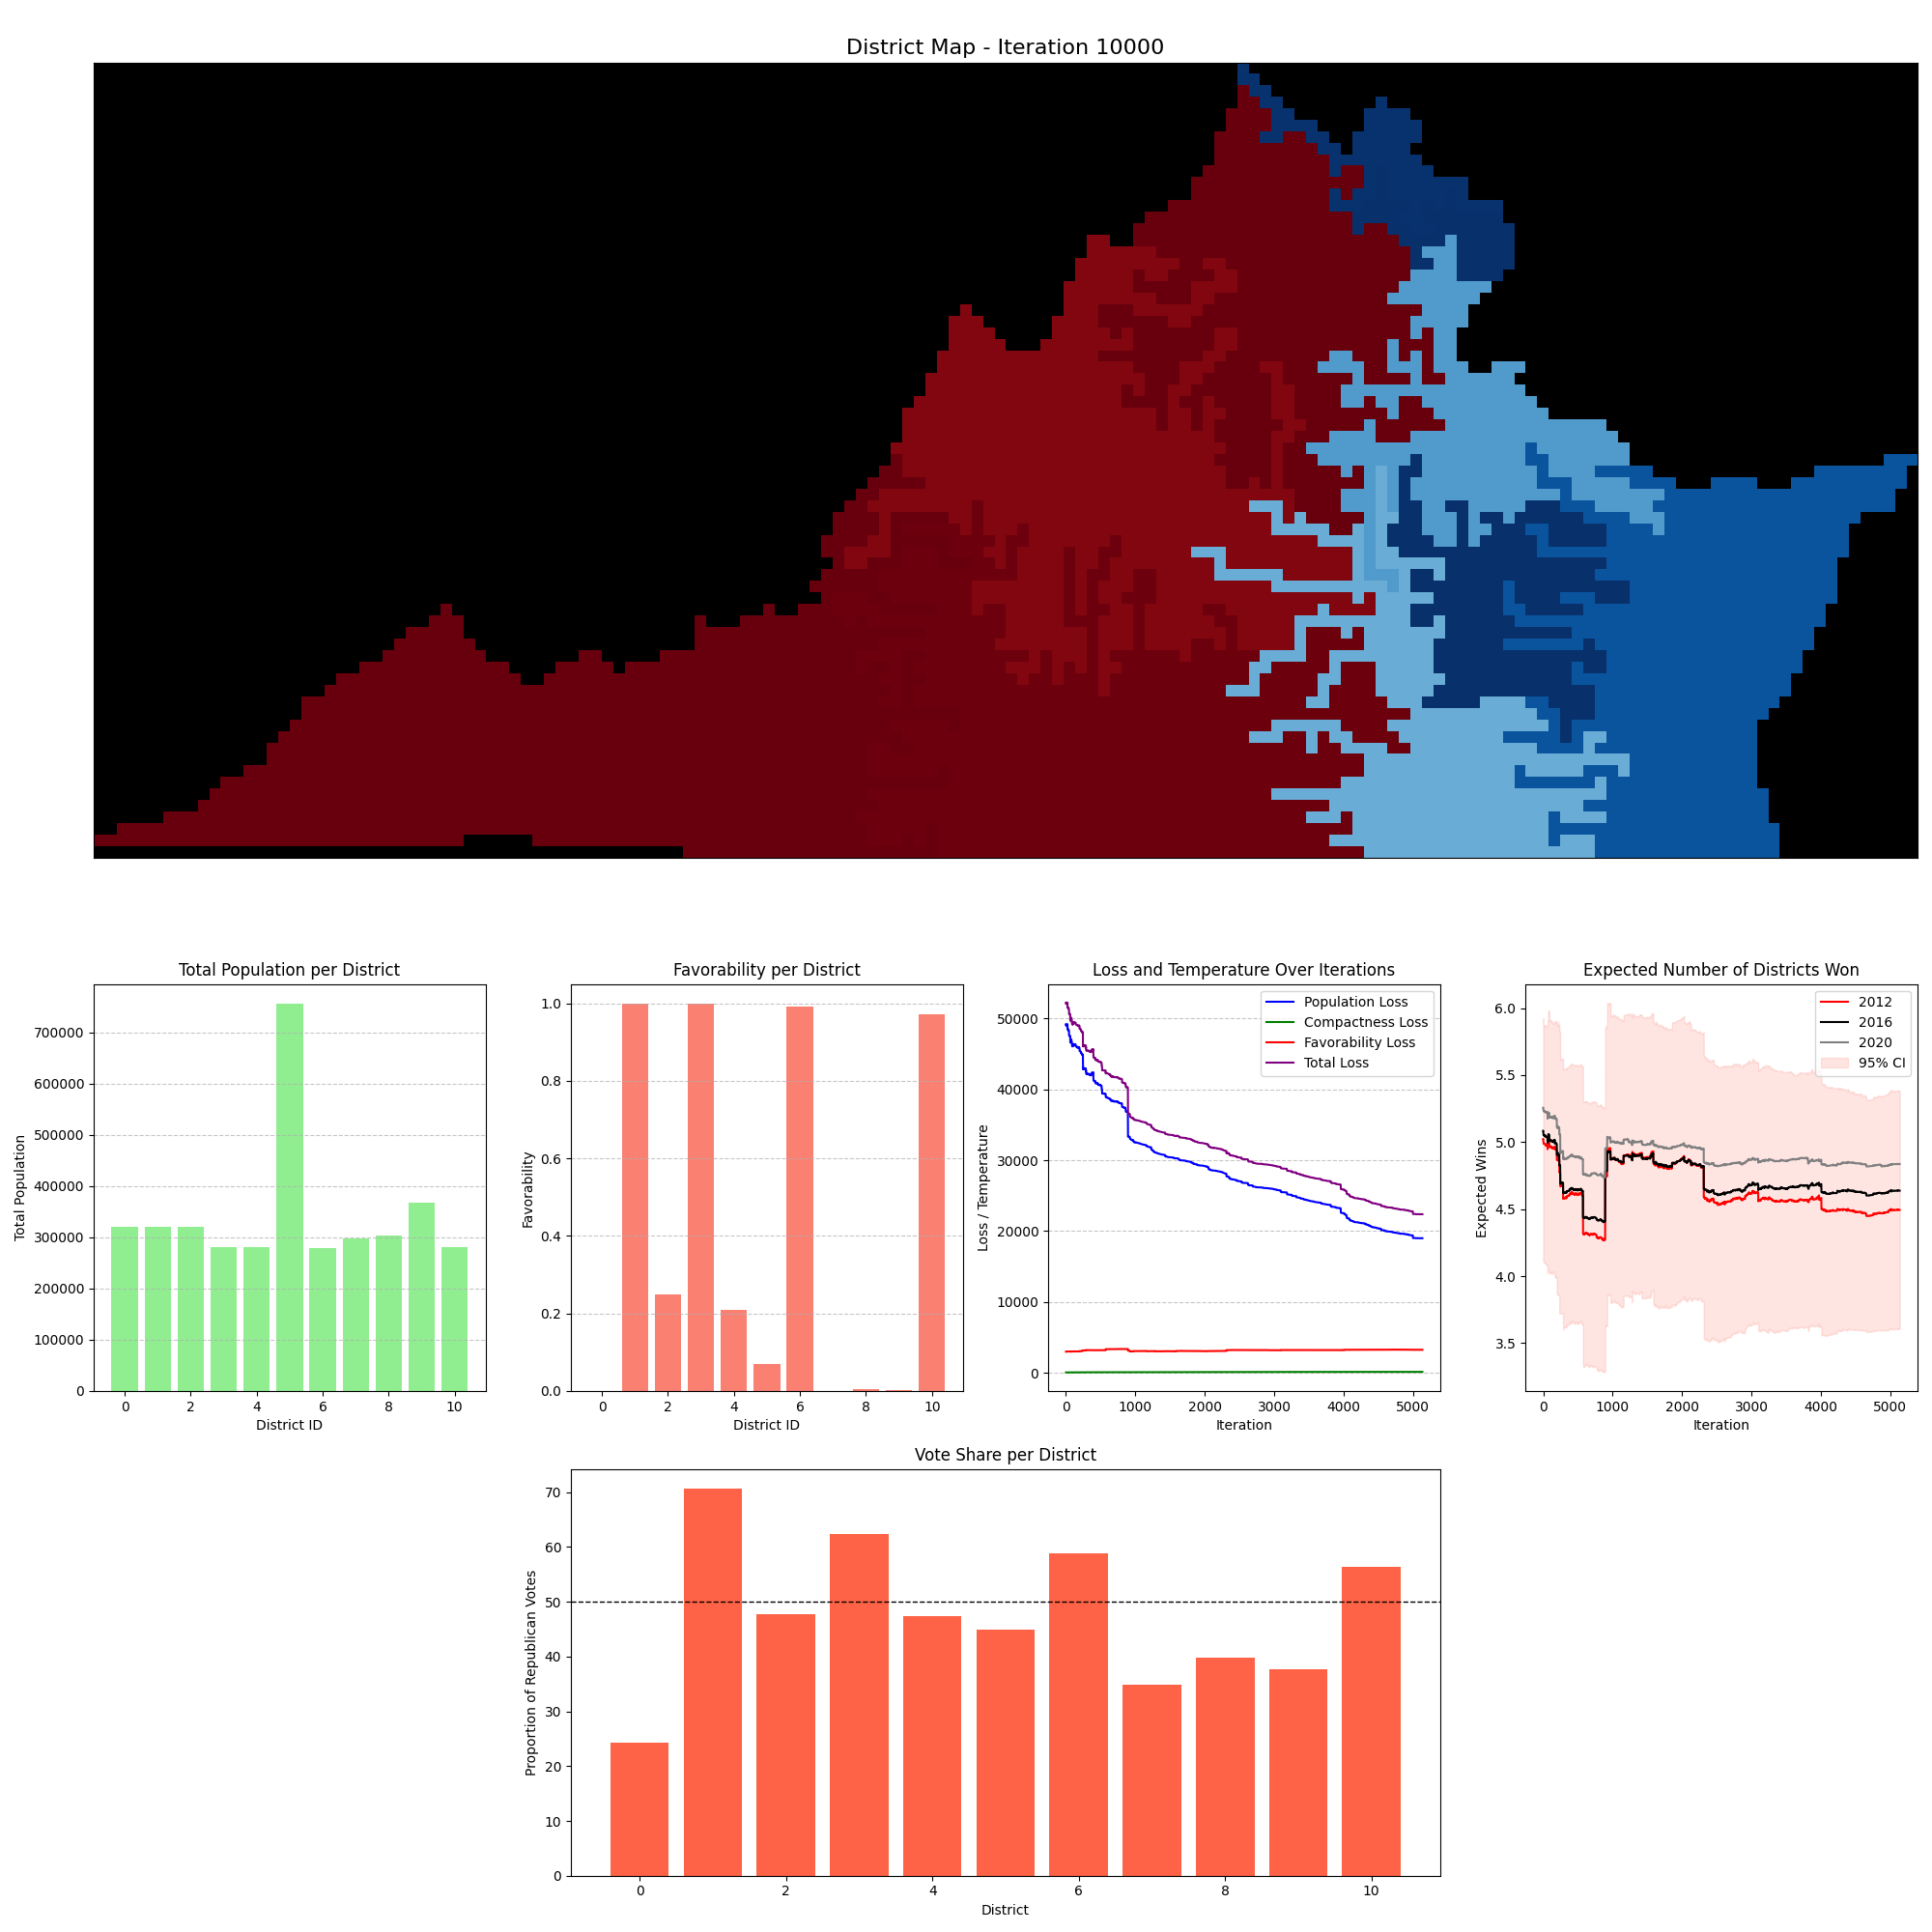 District Map - Iteration 10000
Total Population per District
Total Population
700000
600000
500000
400000
300000
200000
100000
0
0 2 4 6 8 10
District ID
Favorability per District
Favorability
1.0
0.8
0.6
0.4
0.2
0.0
0 2 4 6 8 10
District ID
Loss and Temperature Over Iterations
Loss / Temperature
50000
40000
30000
20000
10000
0
Population Loss
Compactness Loss
Favorability Loss
Total Loss
0 1000 2000 3000 4000 5000
Iteration
Expected Number of Districts Won
Expected Wins
6.0
5.5
5.0
4.5
4.0
3.5
2012
2016
2020
95% CI
0 1000 2000 3000 4000 5000
Iteration
Vote Share per District
Proportion of Republican Votes
70
60
50
40
30
20
10
0
0 2 4 6 8 10
District